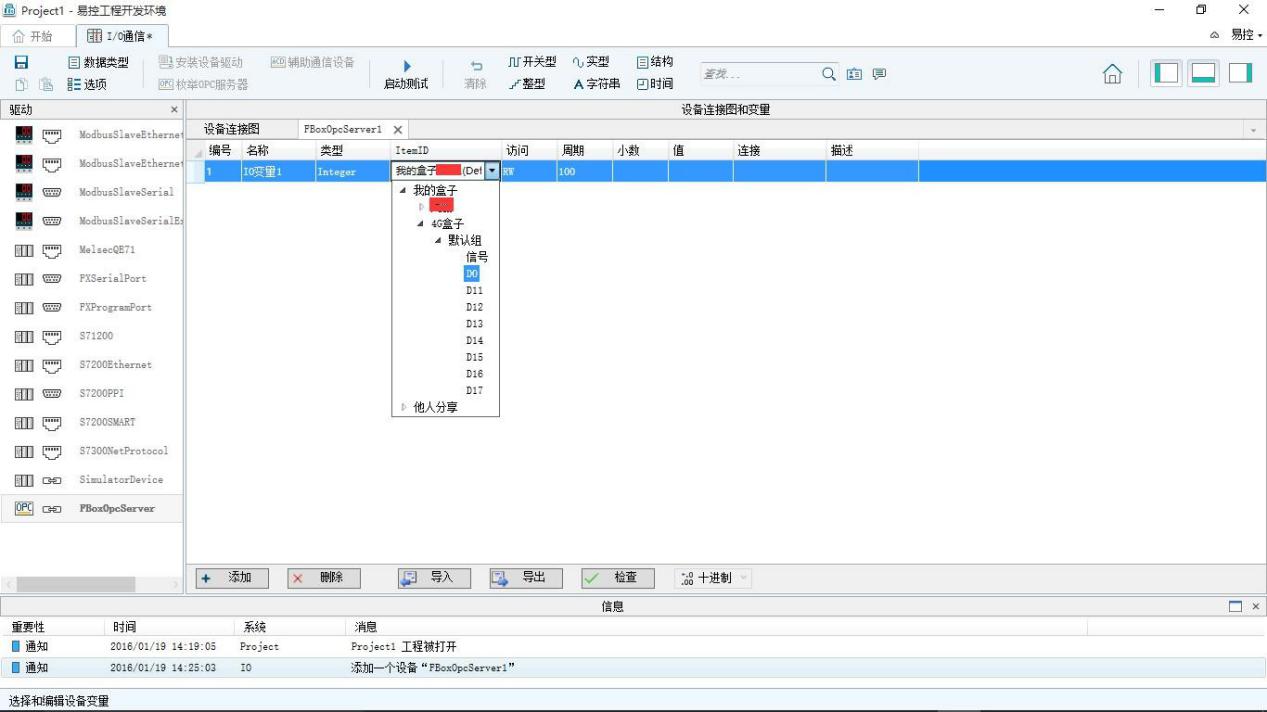 Project1 - 易控工程开发环境
开始 I/O通信*
易控
数据类型 安装设备驱动 辅助通信设备
选项 枚举OPC服务器
启动测试 清除
开关型 实型 结构
整型 A 字符串 时间
查找...
驱动
设备连接图和变量
设备连接图 FBoxOpcServer1
编号 名称 类型 ItemID 访问 周期 小数 值 连接 描述
1 IO变量1 Integer 我的盒子 (Def RW 100
我的盒子
4G盒子
默认组
信号
D0
D11
D12
D13
D14
D15
D16
D17
他人分享
ModbusSlaveEthernet
ModbusSlaveEthernet
ModbusSlaveSerial
ModbusSlaveSerialEx
MelsecQE71
FXSerialPort
FXProgramPort
S71200
S7200Ethernet
S7200PPI
S7200SMART
S7300NetProtocol
SimulatorDevice
OPC FBoxOpcServer
添加 删除 导入 导出 检查 十进制
信息
重要性 时间 系统 消息
通知 2016/01/19 14:19:05 Project Project1 工程被打开
通知 2016/01/19 14:25:03 IO 添加一个设备“FBoxOpcServer1”
选择和编辑设备变量